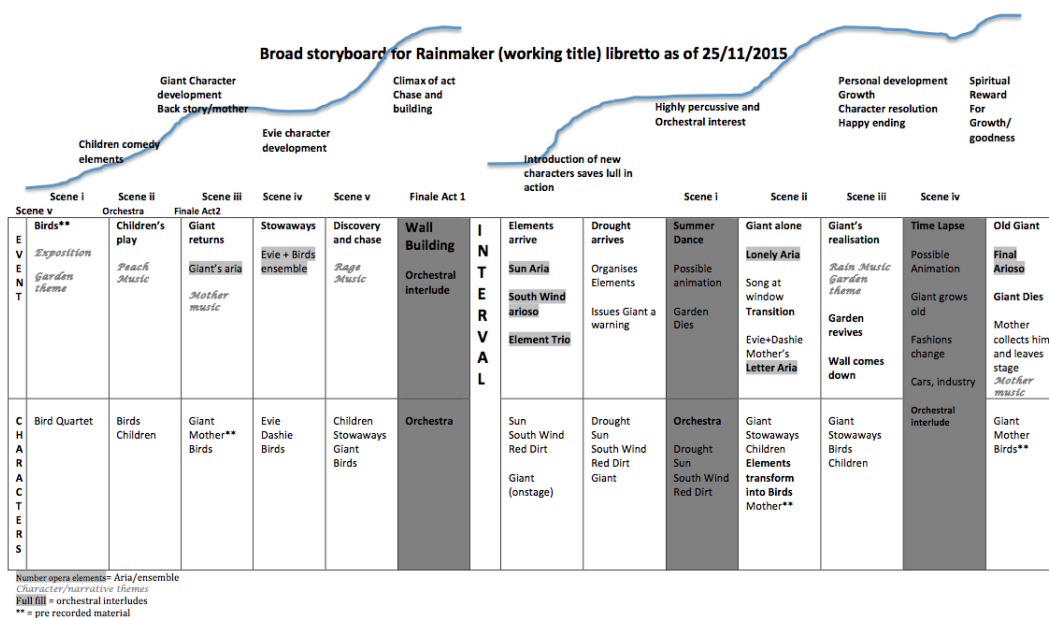 Broad storyboard for Rainmaker (working title) libretto as of 25/11/2015
Giant Character
development
Back story/mother
Climax of act
Chase and
building
Personal development
Growth
Character resolution
Happy ending
Spiritual
Reward
For
Growth/
goodness
Highly percussive and
Orchestral interest
Children comedy
elements
Evie character
development
Introduction of new
characters saves lull in
action
Scene i Scene ii Scene iii Scene iv Scene v Finale Act 1 Scene i Scene ii Scene iii Scene iv
Scene v Orchestra Finale Act2
E
V
E
N
T
Birds**
Exposition
Garden
theme
Children's
play
Peach
Music
Giant
returns
Giant's aria
Mother
music
Stowaways
Evie + Birds
ensemble
Discovery
and chase
Rage
Music
Wall
Building
Orchestral
interlude
I
N
T
E
R
V
A
L
Elements
arrive
Sun Aria
South Wind
arioso
Element Trio
Drought
arrives
Organises
Elements
Issues Giant a
warning
Summer
Dance
Possible
animation
Garden
Dies
Giant alone
Lonely Aria
Song at
window
Transition
Evie+Dashie
Mother's
Letter Aria
Giant's
realisation
Rain Music
Garden
theme
Garden
revives
Wall comes
down
Time Lapse
Possible
Animation
Giant grows
old
Fashions
change
Cars, industry
Orchestral
interlude
Old Giant
Final
Arioso
Giant Dies
Mother
collects him
and leaves
stage
Mother
music
C
H
A
R
A
C
T
E
R
S
Bird Quartet
Birds
Children
Giant
Mother**
Birds
Evie
Dashie
Birds
Children
Stowaways
Giant
Birds
Orchestra
Sun
South Wind
Red Dirt
Giant
(onstage)
Drought
Sun
South Wind
Red Dirt
Giant
Orchestra
Drought
Sun
South Wind
Red Dirt
Giant
Stowaways
Children
Elements
transform
into Birds
Mother**
Giant
Stowaways
Birds
Children
Giant
Mother
Birds**
Number opera elements= Aria/ensemble
Character/narrative themes
Full fill = orchestral interludes
** = pre recorded material